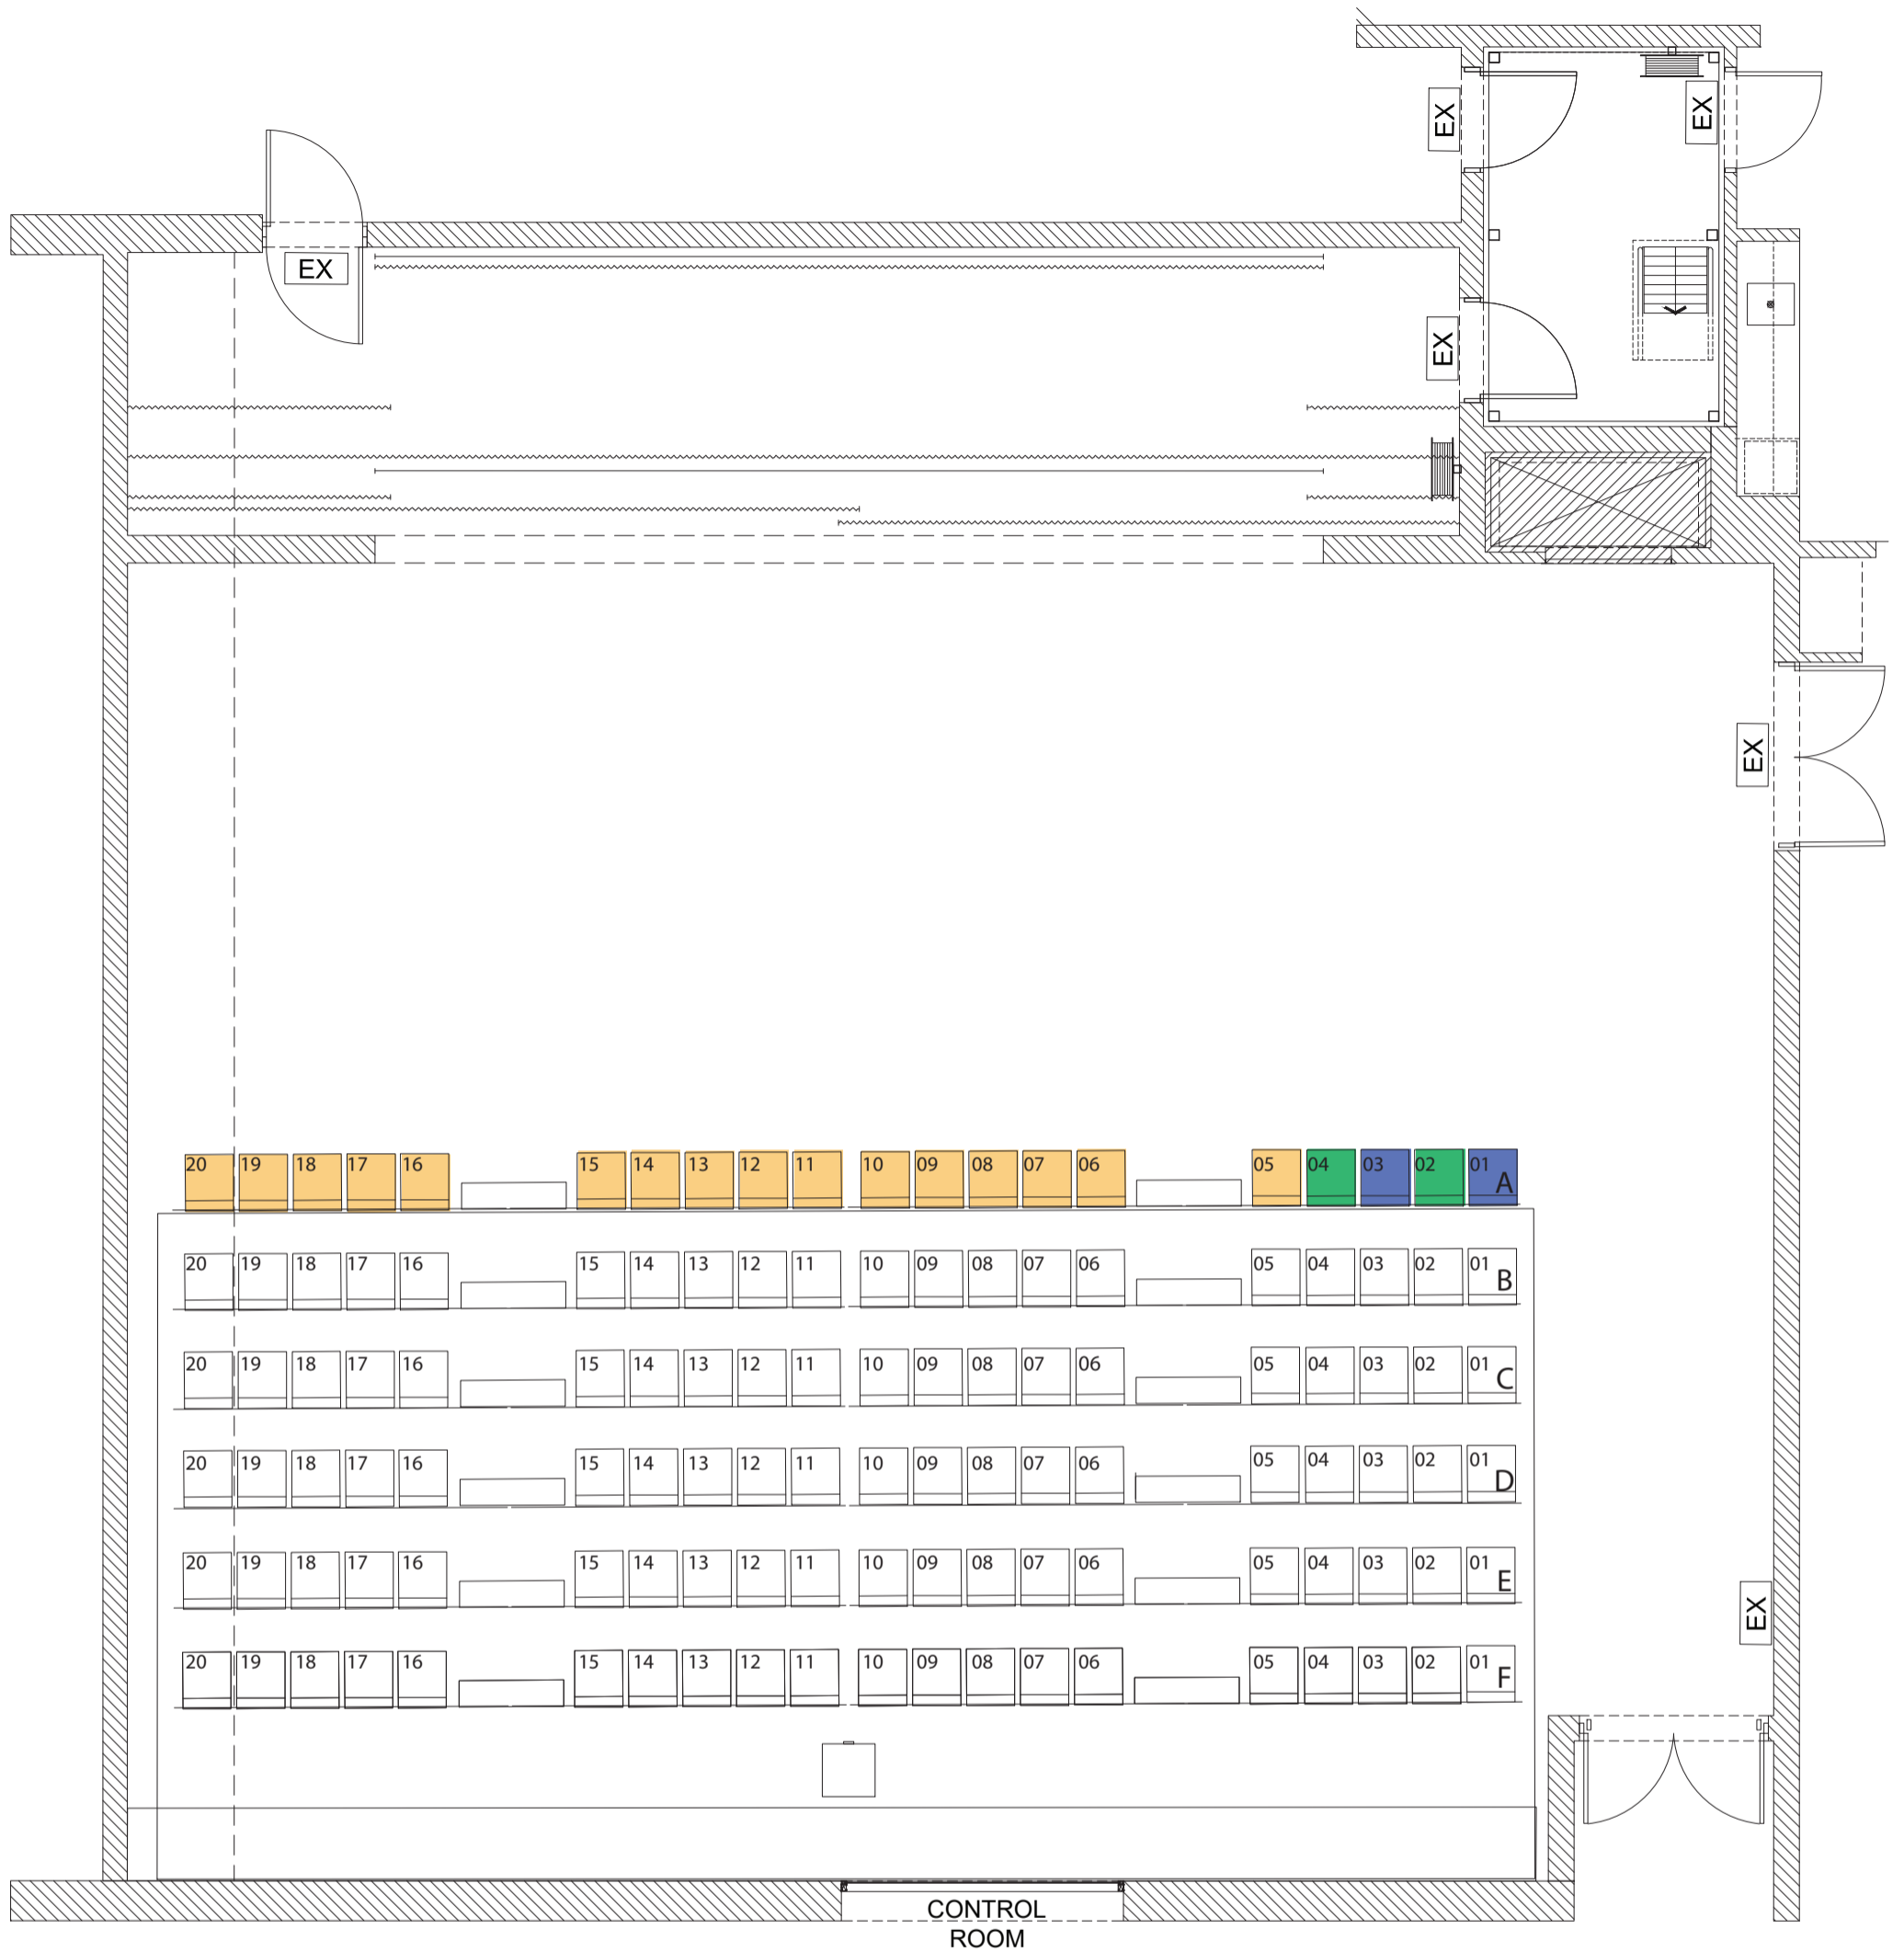 EX
EX
EX
EX
EX
20 19 18 17 16 15 14 13 12 11 10 09 08 07 06 05 04 03 02 01 A
20 19 18 17 16 15 14 13 12 11 10 09 08 07 06 05 04 03 02 01 B
20 19 18 17 16 15 14 13 12 11 10 09 08 07 06 05 04 03 02 01 C
20 19 18 17 16 15 14 13 12 11 10 09 08 07 06 05 04 03 02 01 D
20 19 18 17 16 15 14 13 12 11 10 09 08 07 06 05 04 03 02 01 E
EX
20 19 18 17 16 15 14 13 12 11 10 09 08 07 06 05 04 03 02 01 F
CONTROL
ROOM